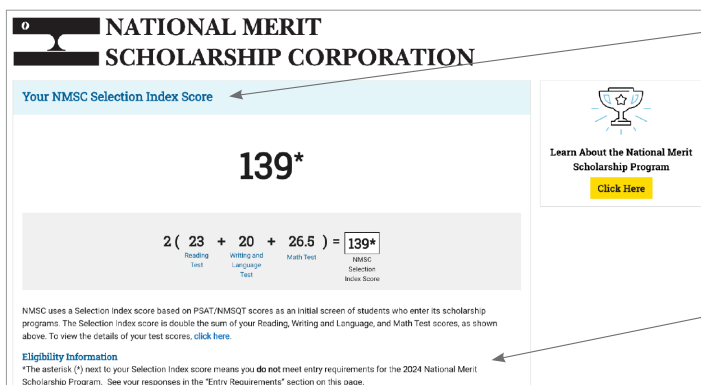 NATIONAL MERIT
SCHOLARSHIP CORPORATION
Your NMSC Selection Index Score
139*
2 ( 23 + 20 + 26.5 ) = 139*
Reading Test
Writing and Language Test
Math Test
NMSC Selection Index Score
NMSC uses a Selection Index score based on PSAT/NMSQT scores as an initial screen of students who enter its scholarship
programs. The Selection Index score is double the sum of your Reading, Writing and Language, and Math Test scores, as shown
above. To view the details of your test scores, click here.
Eligibility Information
*The asterisk (*) next to your Selection Index score means you do not meet entry requirements for the 2024 National Merit
Scholarship Program. See your responses in the "Entry Requirements" section on this page.
Learn About the National Merit
Scholarship Program
Click Here